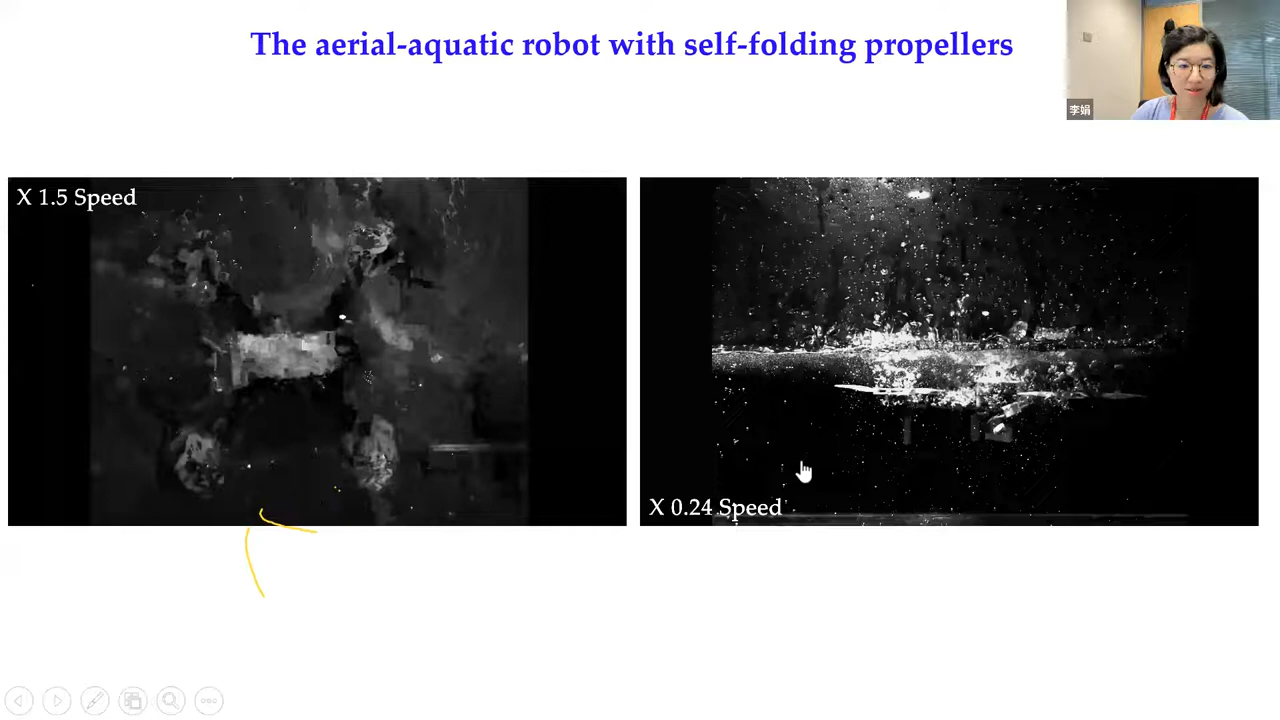 The aerial-aquatic robot with self-folding propellers
李娟
X 1.5 Speed
X 0.24 Speed